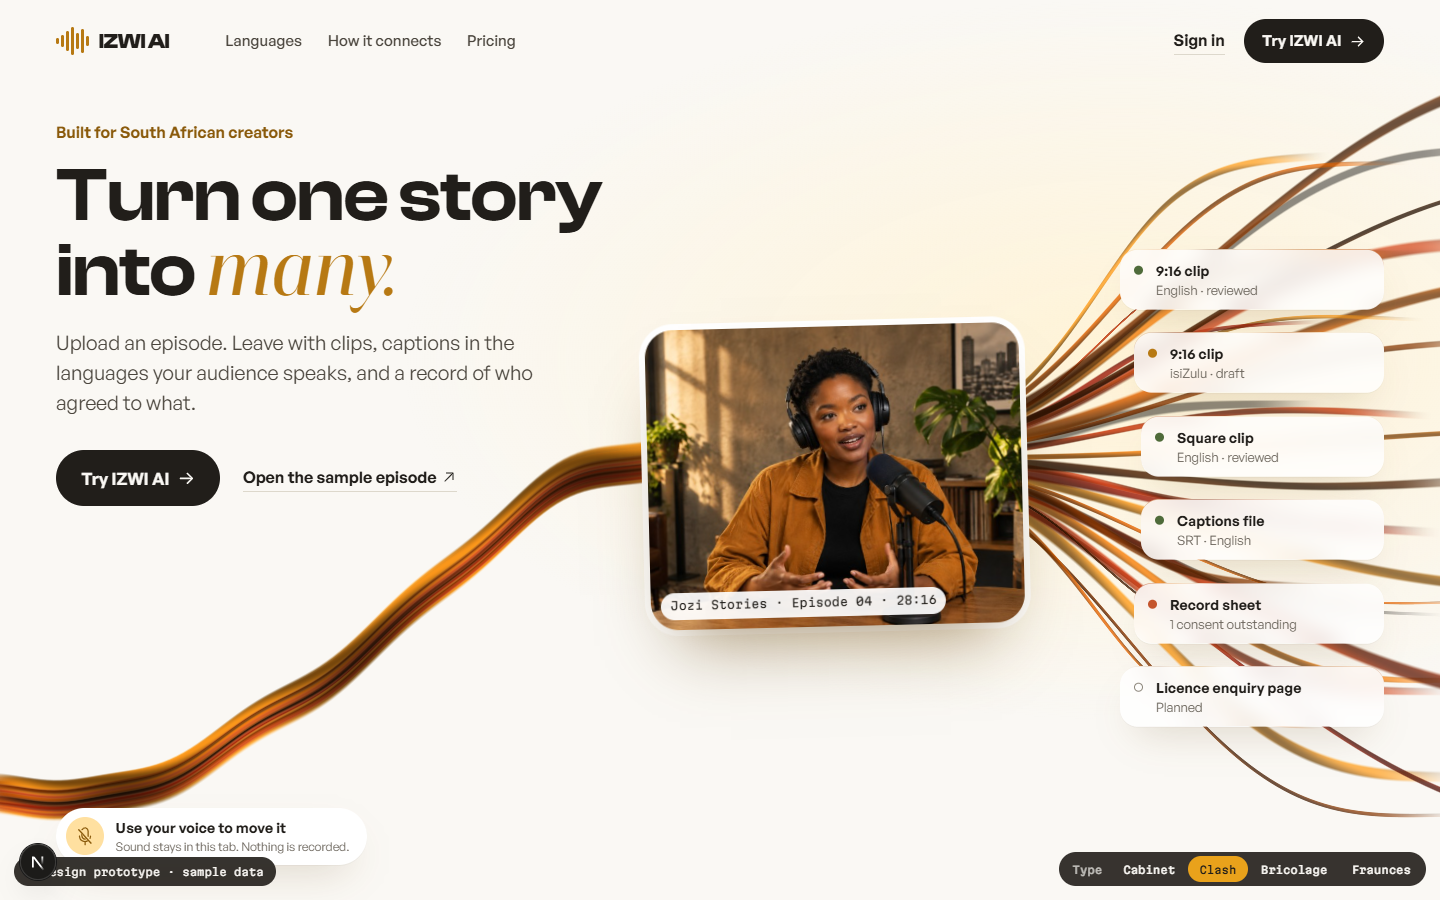 IZWI AI
Languages
How it connects
Pricing
Sign in
Try IZWI AI →
Built for South African creators
Turn one story
into many.
Upload an episode. Leave with clips, captions in the
languages your audience speaks, and a record of who
agreed to what.
Try IZWI AI →
Open the sample episode ↗
Jozi Stories · Episode 04 · 28:16
9:16 clip
English · reviewed
9:16 clip
isiZulu · draft
Square clip
English · reviewed
Captions file
SRT · English
Record sheet
1 consent outstanding
Licence enquiry page
Planned
Use your voice to move it
Sound stays in this tab. Nothing is recorded.
N
sign prototype · sample data
Type
Cabinet
Clash
Bricolage
Fraunces